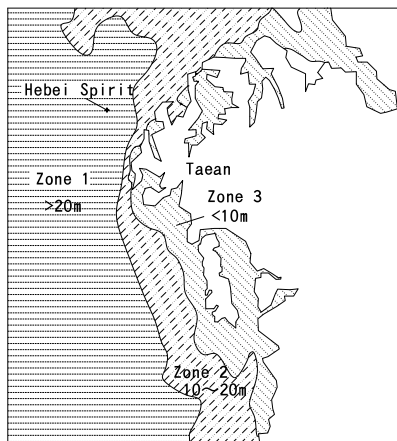 Hebei Spirit
Taean
Zone 1
>20m
Zone 3
<10m
Zone 2
10～20m